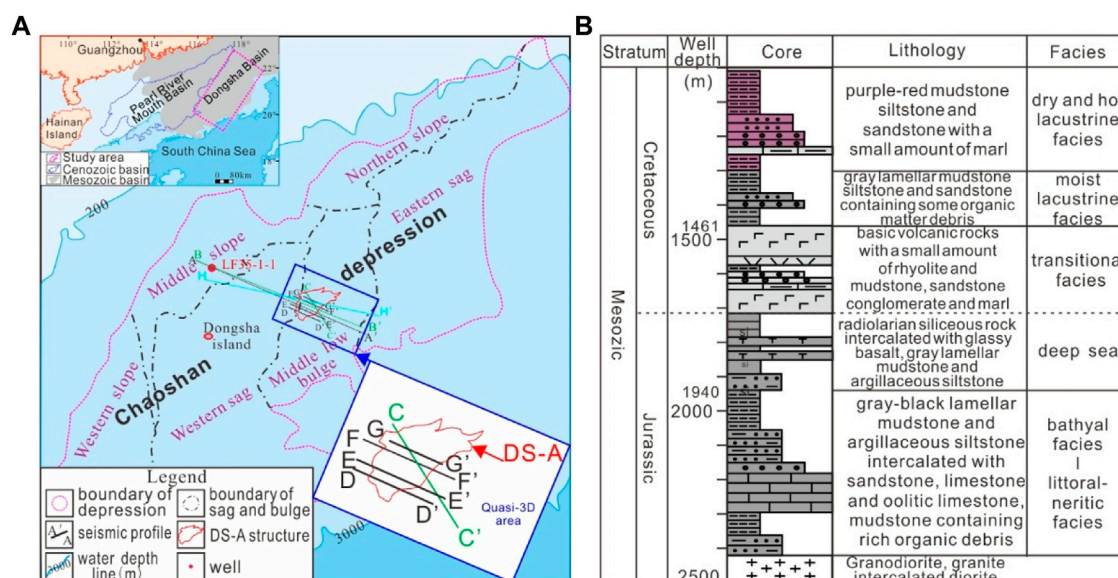 A
110°
112°
114°
116°
118°
Guangzhou
22°
Pearl River
Mouth Basin
Dongsha Basin
20°
Hainan
Island
South China Sea
18°
0 80km
Study area
Cenozoic basin
Mesozoic basin
200
Northern slope
Eastern sag
Middle slope
B
A
LF35-1-1
H
depression
Dongsha
island
H'
B'
A'
Chaoshan
Western slope
Western sag
Middle low
bulge
C
G
F
E
D
G'
F'
E'
D'
C'
DS-A
Quasi-3D
area
3000
Legend
boundary of
depression
boundary of
sag and bulge
A A'
seismic profile
DS-A structure
3000
water depth
line(m)
well
B
Stratum
Well
depth
(m)
Core
Lithology
Facies
Mesozoic
Cretaceous
Jurassic
1461
1500
1940
2000
2500
purple-red mudstone
siltstone and
sandstone with a
small amount of marl
dry and ho
lacustrine
facies
gray lamellar mudstone
siltstone and sandstone
containing some organic
matter debris
moist
lacustrine
facies
basic volcanic rocks
with a small amount
of rhyolite and
mudstone, sandstone
conglomerate and marl
transitiona
facies
radiolarian siliceous rock
intercalated with glassy
basalt, gray lamellar
mudstone and
argillaceous siltstone
deep sea
gray-black lamellar
mudstone and
argillaceous siltstone
intercalated with
sandstone, limestone
and oolitic limestone,
mudstone containing
rich organic debris
bathyal
facies
|
littoral-
neritic
facies
Granodiorite, granite
intercalated diorite